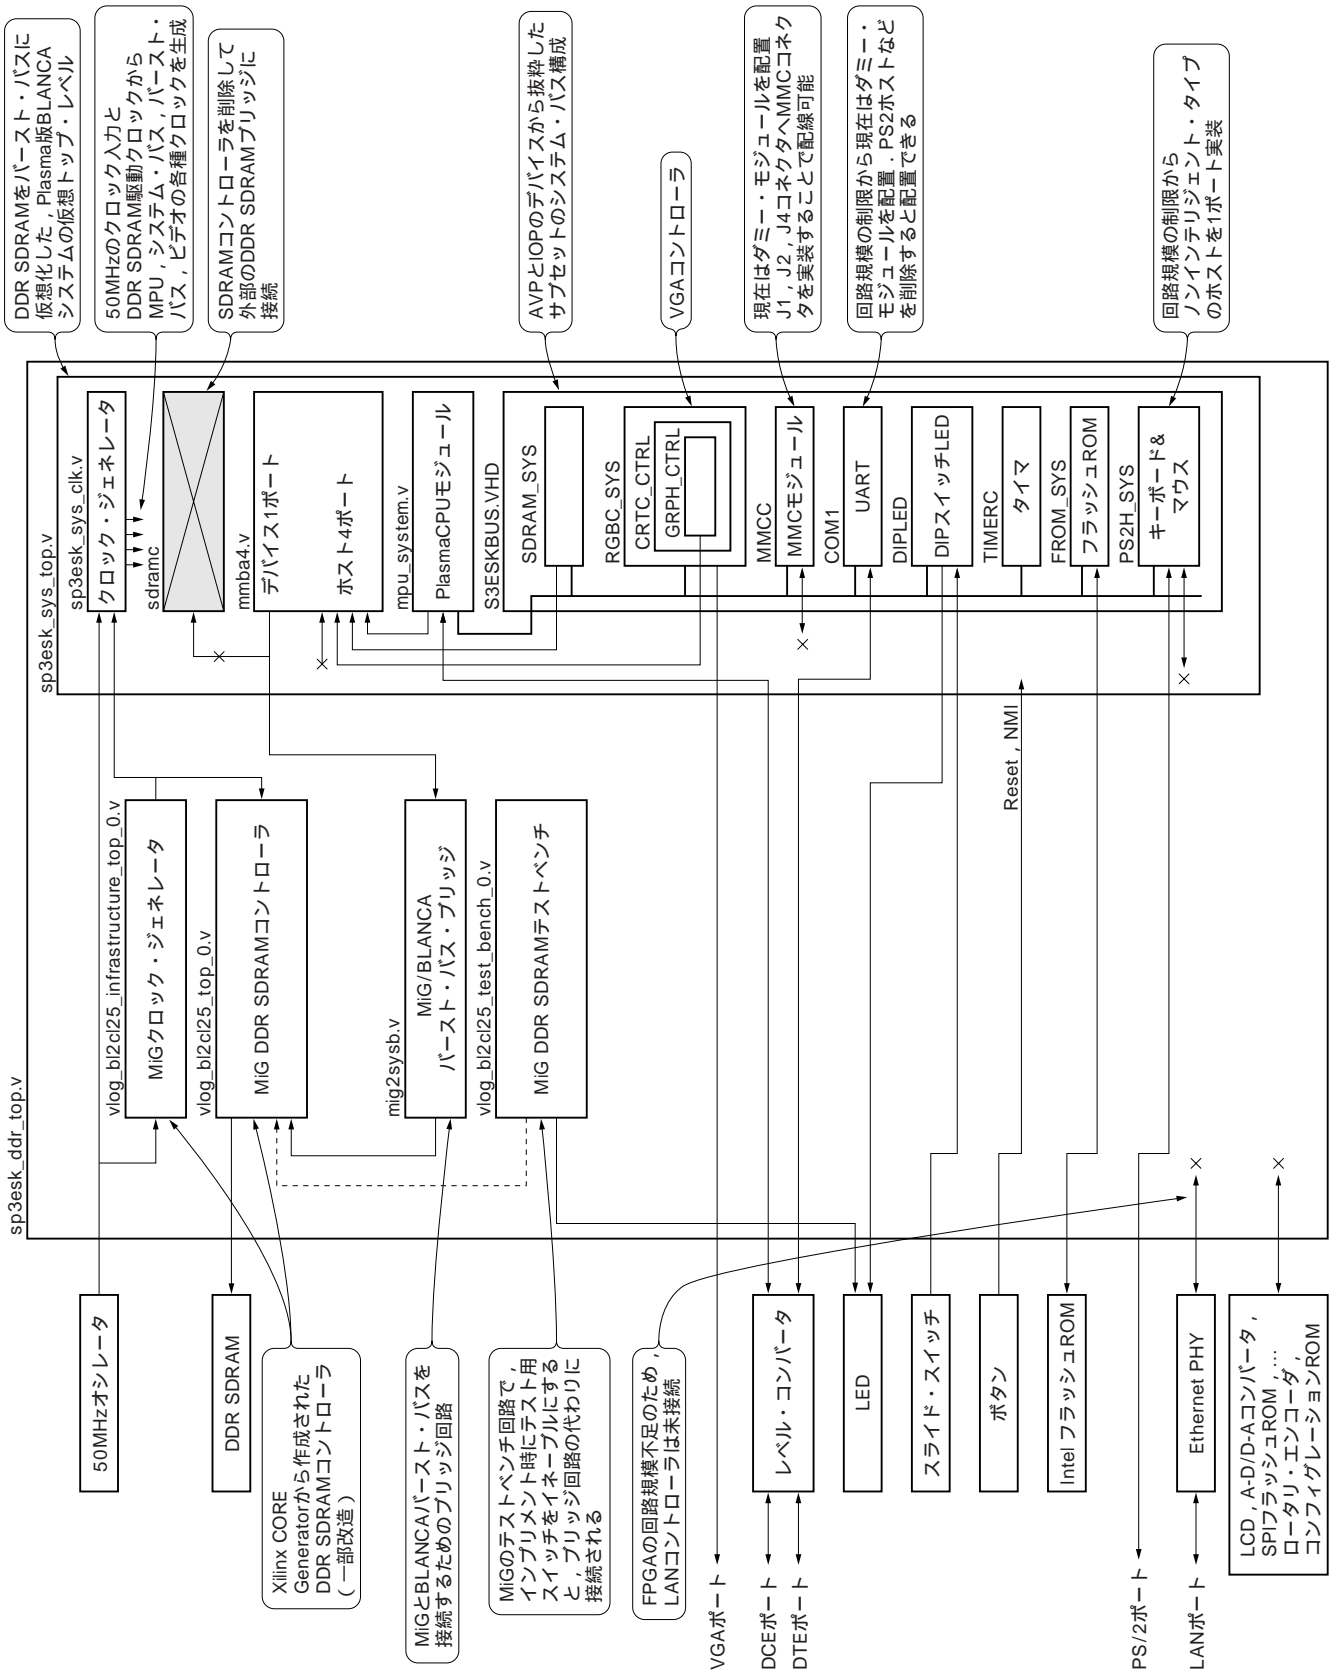 sp3esk_ddr_top.v
50MHzオシレータ
DDR SDRAM
Xilinx CORE
Generatorから作成された
DDR SDRAMコントローラ
(一部改造)
MiGとBLANCAバースト・バスを
接続するためのブリッジ回路
MiGのテストベンチ回路で,
インプリメント時にテスト用
スイッチをイネーブルにする
と,ブリッジ回路の代わりに
接続される
FPGAの回路規模不足のため,
LANコントローラは未接続
VGAポート
DCEポート
DTEポート
レベル・コンバータ
LED
スライド・スイッチ
ボタン
Intel フラッシュROM
PS/2ポート
LANポート
Ethernet PHY
LCD,A-D/D-Aコンバータ,
SPIフラッシュROM,…
ロータリ・エンコーダ,
コンフィグレーションROM
vlog_bl2cl25_infrastructure_top_0.v
MiGクロック・ジェネレータ
vlog_bl2cl25_top_0.v
MiG DDR SDRAMコントローラ
mig2sysb.v
MiG/BLANCA
バースト・バス・ブリッジ
vlog_bl2cl25_test_bench_0.v
MiG DDR SDRAMテストベンチ
Reset,NMI
sp3esk_sys_top.v
sp3esk_sys_clk.v
クロック・ジェネレータ
sdramc
mmba4.v
デバイス1ポート
ホスト4ポート
mpu_system.v
PlasmaCPUモジュール
S3ESKBUS.VHD
SDRAM_SYS
RGBC_SYS
CRTC_CTRL
GRPH_CTRL
MMCC
MMCモジュール
COM1
UART
DIPLED
DIPスイッチLED
TIMERC
タイマ
FROM_SYS
フラッシュROM
PS2H_SYS
キーボード&
マウス
DDR SDRAMをバースト・バスに
仮想化した,Plasma版BLANCA
システムの仮想トップ・レベル
50MHzのクロック入力と
DDR SDRAM駆動クロックから
MPU,システム・バス,バースト・
バス,ビデオの各種クロックを生成
SDRAMコントローラを削除して
外部のDDR SDRAMブリッジに
接続
AVPとIOPのデバイスから抜粋した
サブセットのシステム・バス構成
VGAコントローラ
現在はダミー・モジュールを配置
J1,J2,J4コネクタへMMCコネク
タを実装することで配線可能
回路規模の制限から現在はダミー・
モジュールを配置.PS2ホストなど
を削除すると配置できる
回路規模の制限から
ノンインテリジェント・タイプ
のホストを1ポート実装